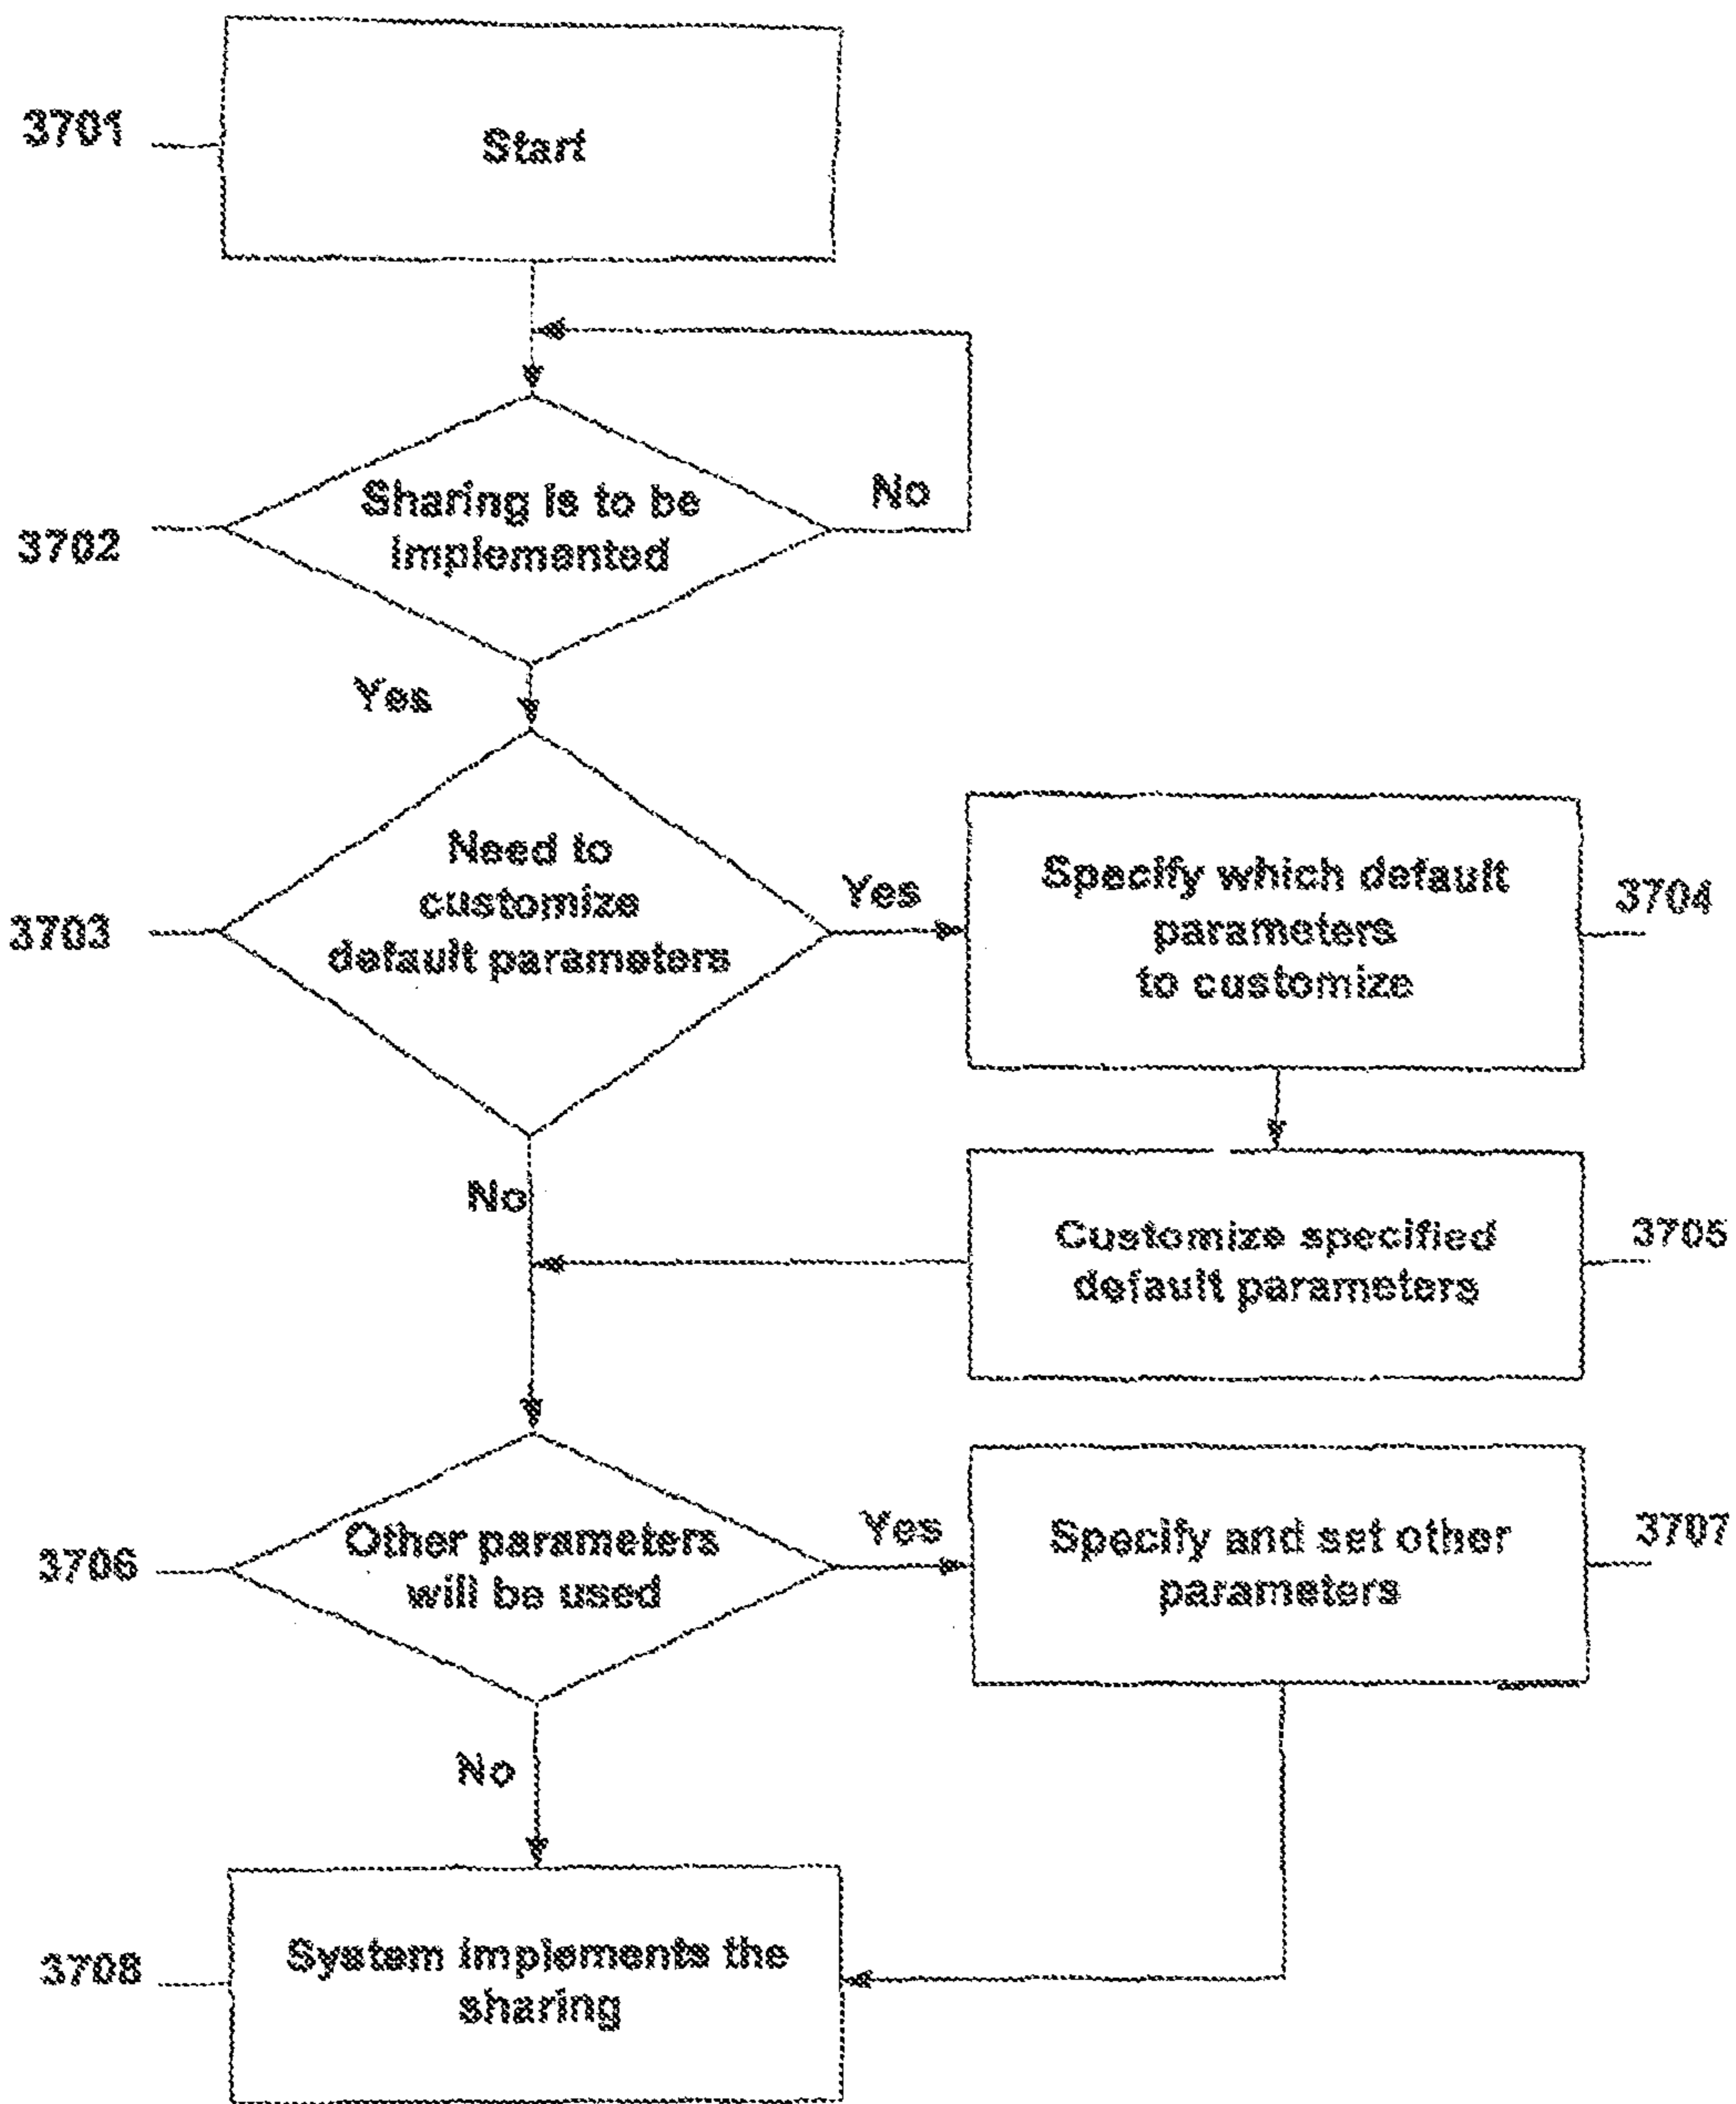 3701
Start
No
3702
Sharing is to be
implemented
Yes
3703
Need to
customize
default parameters
Yes
Specify which default
parameters
to customize
3704
No
Customize specified
default parameters
3705
3706
Other parameters
will be used
Yes
Specify and set other
parameters
3707
No
3708
System implements the
sharing